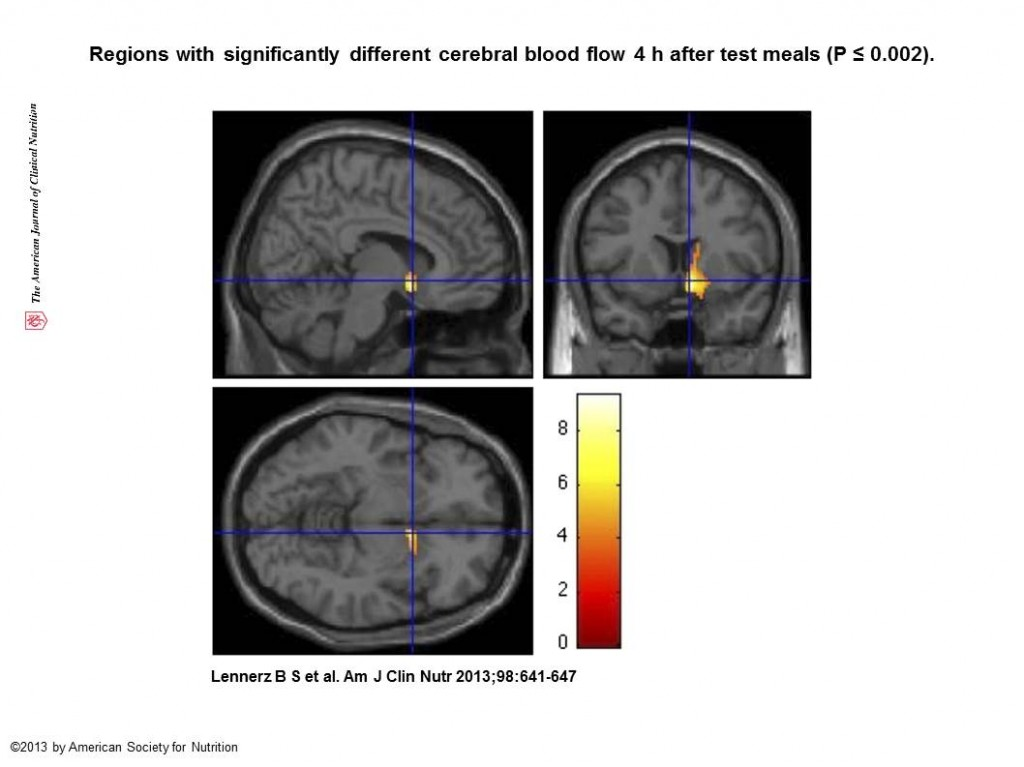 Regions with significantly different cerebral blood flow 4 h after test meals (P ≤ 0.002).
The American Journal of Clinical Nutrition
8
6
4
2
0
Lennerz B S et al. Am J Clin Nutr 2013;98:641-647
©2013 by American Society for Nutrition